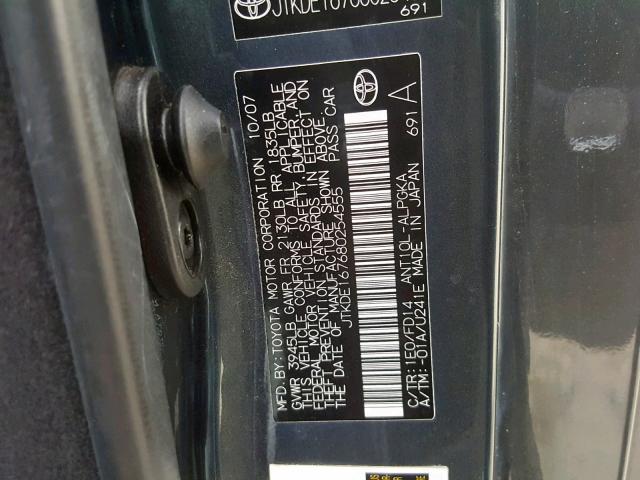 JTKDE167680
691
MFD.BY:TOYOTA MOTOR CORPORATION 10/07
GVWR 3945LB GAWR FR 2130LB RR 1835LB
THIS VEHICLE CONFORMS TO ALL APPLICABLE
FEDERAL MOTOR VEHICLE SAFETY, BUMPER, AND
THEFT PREVENTION STANDARDS IN EFFECT ON
THE DATE OF MANUFACTURE SHOWN ABOVE.
JTKDE167680254555 PASS CAR
C/TR: 1E0/FD14 ANT10L-ALPGKA 691 A
A/TM: -01A/U241E MADE IN JAPAN